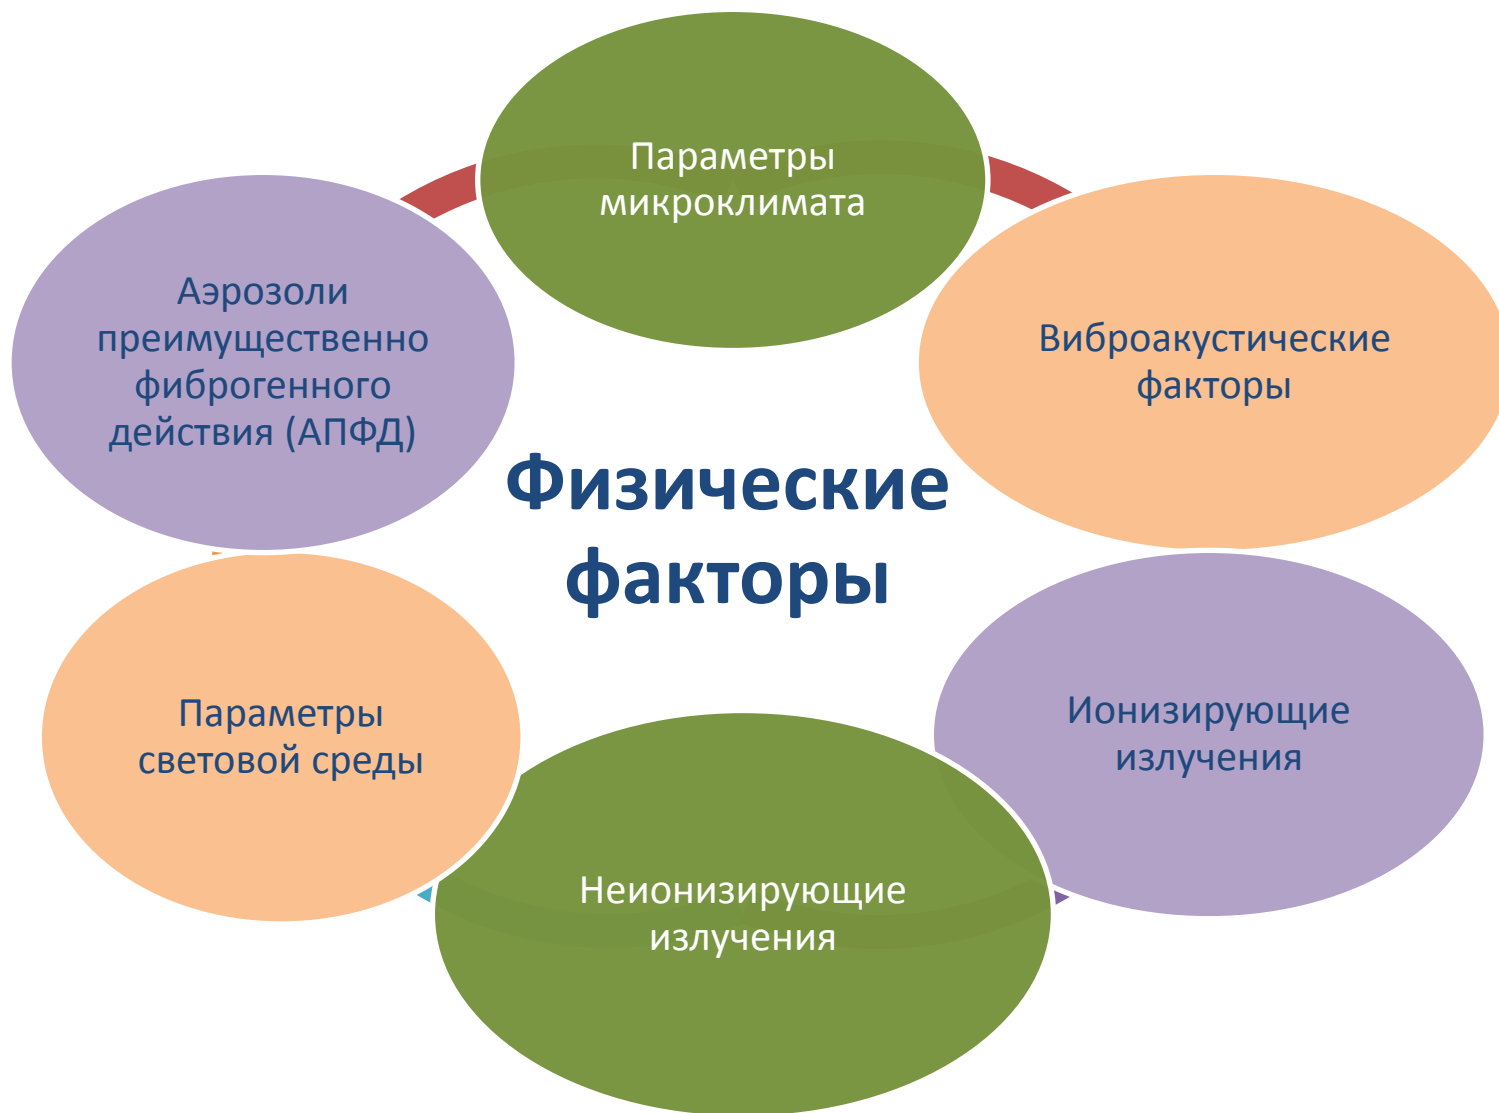 Параметры
микроклимата
Виброакустические
факторы
Ионизирующие
излучения
Неионизирующие
излучения
Параметры
световой среды
Аэрозоли
преимущественно
фиброгенного
действия (АПФД)
Физические
факторы